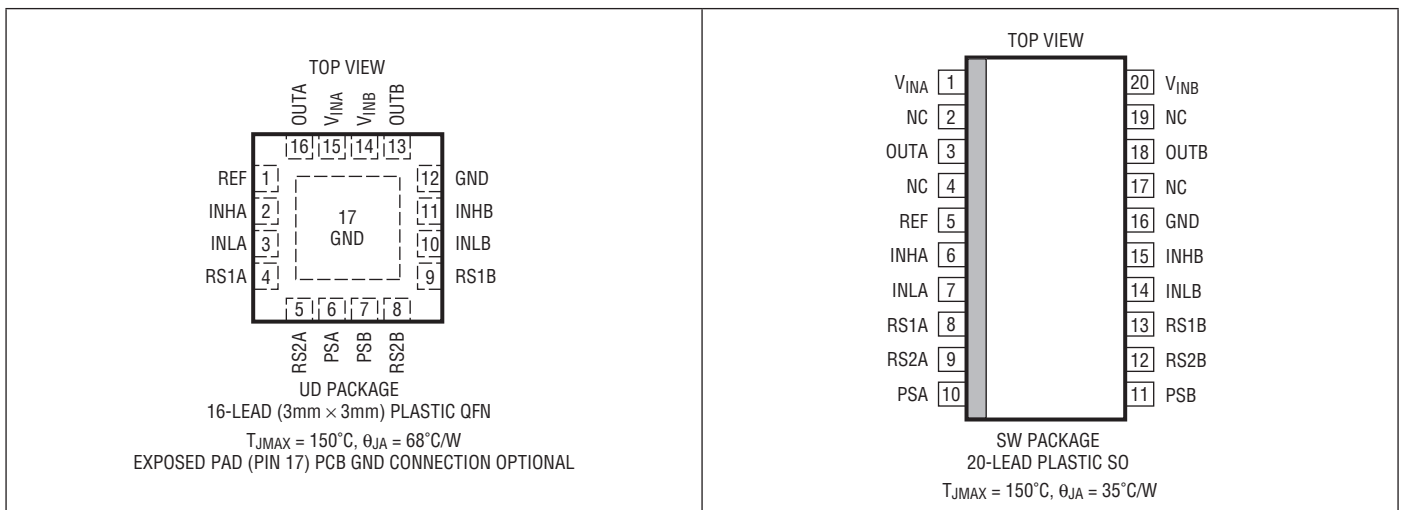 TOP VIEW
OUTA VINA VINB OUTB
16 15 14 13
REF 1 12 GND
INHA 2 11 INHB
17
GND
INLA 3 10 INLB
RS1A 4 9 RS1B
5 6 7 8
RS2A PSA PSB RS2B
UD PACKAGE
16-LEAD (3mm × 3mm) PLASTIC QFN
TJMAX = 150°C, θJA = 68°C/W
EXPOSED PAD (PIN 17) PCB GND CONNECTION OPTIONAL
TOP VIEW
VINA 1 20 VINB
NC 2 19 NC
OUTA 3 18 OUTB
NC 4 17 NC
REF 5 16 GND
INHA 6 15 INHB
INLA 7 14 INLB
RS1A 8 13 RS1B
RS2A 9 12 RS2B
PSA 10 11 PSB
SW PACKAGE
20-LEAD PLASTIC SO
TJMAX = 150°C, θJA = 35°C/W